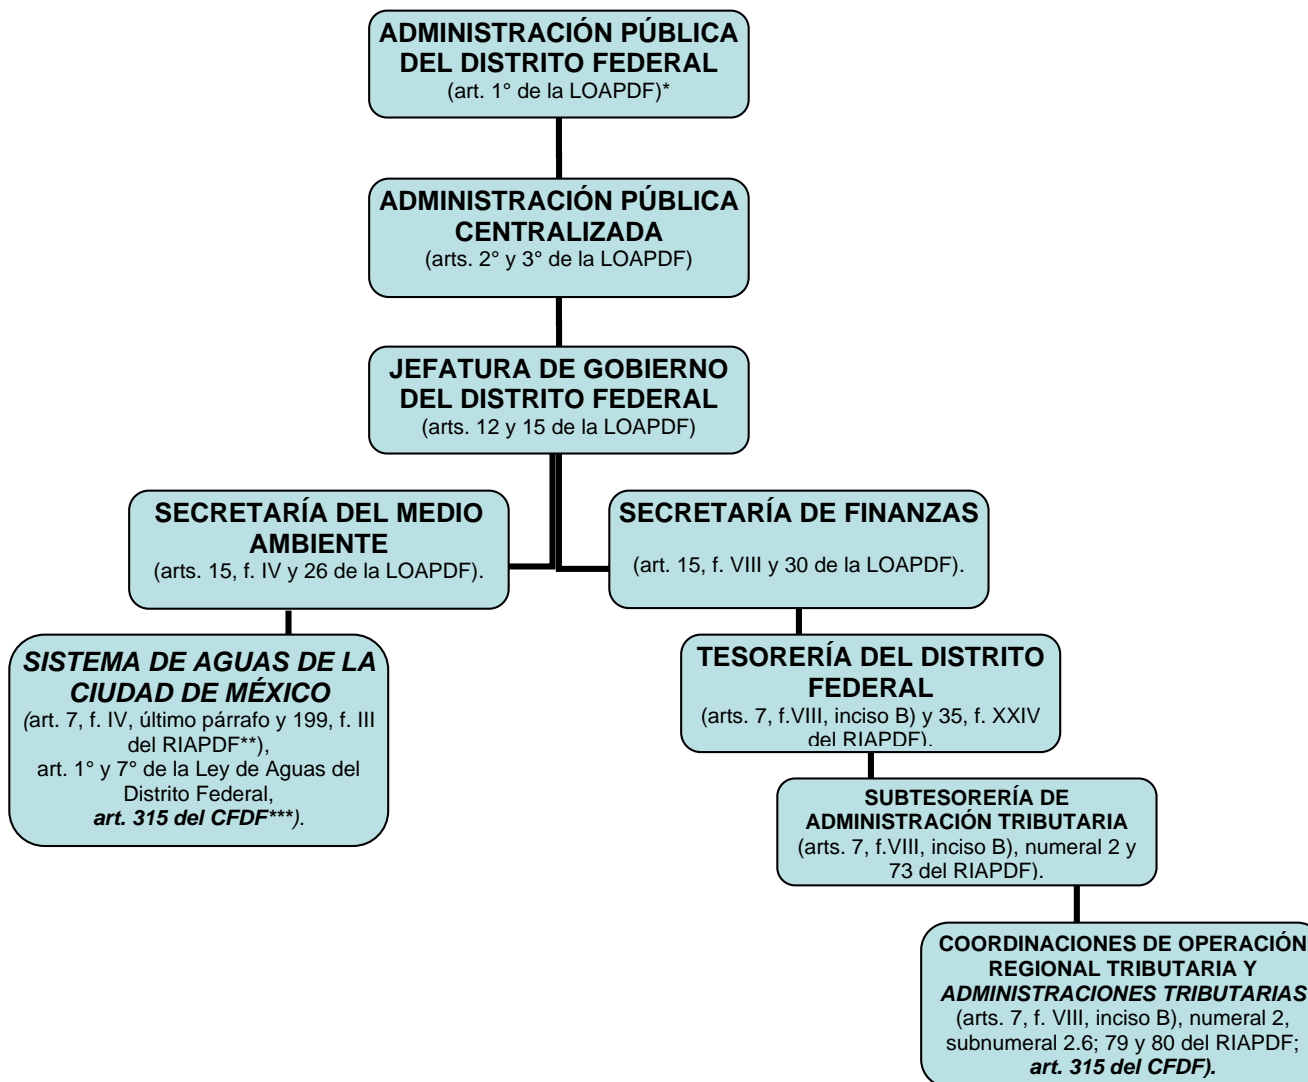 ADMINISTRACIÓN PÚBLICA
DEL DISTRITO FEDERAL
(art. 1° de la LOAPDF)*
ADMINISTRACIÓN PÚBLICA
CENTRALIZADA
(arts. 2° y 3° de la LOAPDF)
JEFATURA DE GOBIERNO
DEL DISTRITO FEDERAL
(arts. 12 y 15 de la LOAPDF)
SECRETARÍA DEL MEDIO
AMBIENTE
(arts. 15, f. IV y 26 de la LOAPDF).
SECRETARÍA DE FINANZAS
(art. 15, f. VIII y 30 de la LOAPDF).
SISTEMA DE AGUAS DE LA
CIUDAD DE MÉXICO
(art. 7, f. IV, último párrafo y 199, f. III
del RIAPDF**),
art. 1° y 7° de la Ley de Aguas del
Distrito Federal,
art. 315 del CFDF***).
TESORERÍA DEL DISTRITO
FEDERAL
(arts. 7, f.VIII, inciso B) y 35, f. XXIV
del RIAPDF).
SUBTESORERÍA DE
ADMINISTRACIÓN TRIBUTARIA
(arts. 7, f.VIII, inciso B), numeral 2 y
73 del RIAPDF).
COORDINACIONES DE OPERACIÓN
REGIONAL TRIBUTARIA Y
ADMINISTRACIONES TRIBUTARIAS
(arts. 7, f. VIII, inciso B), numeral 2,
subnumeral 2.6; 79 y 80 del RIAPDF;
art. 315 del CFDF).